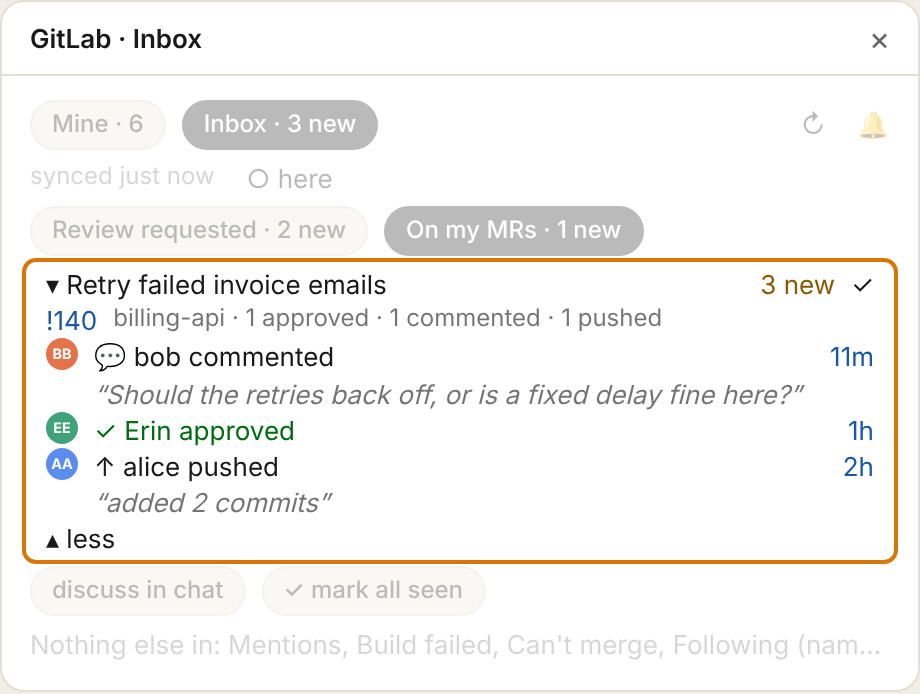 GitLab · Inbox
Mine · 6
Inbox · 3 new
synced just now
here
Review requested · 2 new
On my MRs · 1 new
▾ Retry failed invoice emails 3 new ✓
!140 billing-api · 1 approved · 1 commented · 1 pushed
BB 💬 bob commented 11m
“Should the retries back off, or is a fixed delay fine here?”
EE ✓ Erin approved 1h
AA ↑ alice pushed 2h
“added 2 commits”
▴ less
discuss in chat
✓ mark all seen
Nothing else in: Mentions, Build failed, Can't merge, Following (nam...